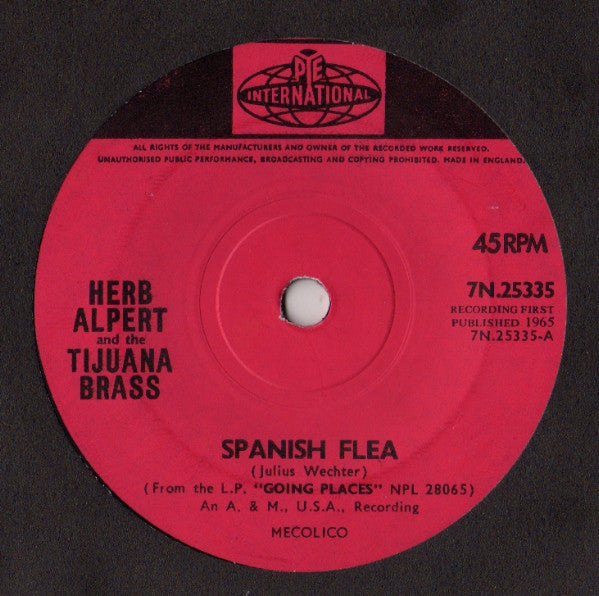 PYE
INTERNATIONAL
ALL RIGHTS OF THE MANUFACTURERS AND OWNER OF THE RECORDED WORK RESERVED.
UNAUTHORISED PUBLIC PERFORMANCE, BROADCASTING AND COPYING PROHIBITED. MADE IN ENGLAND.
45RPM
7N.25335
RECORDING FIRST
PUBLISHED 1965
7N.25335-A
HERB
ALPERT
and the
TIJUANA
BRASS
SPANISH FLEA
(Julius Wechter)
(From the L.P. "GOING PLACES" NPL 28065)
An A. & M., U.S.A., Recording
MECOLICO